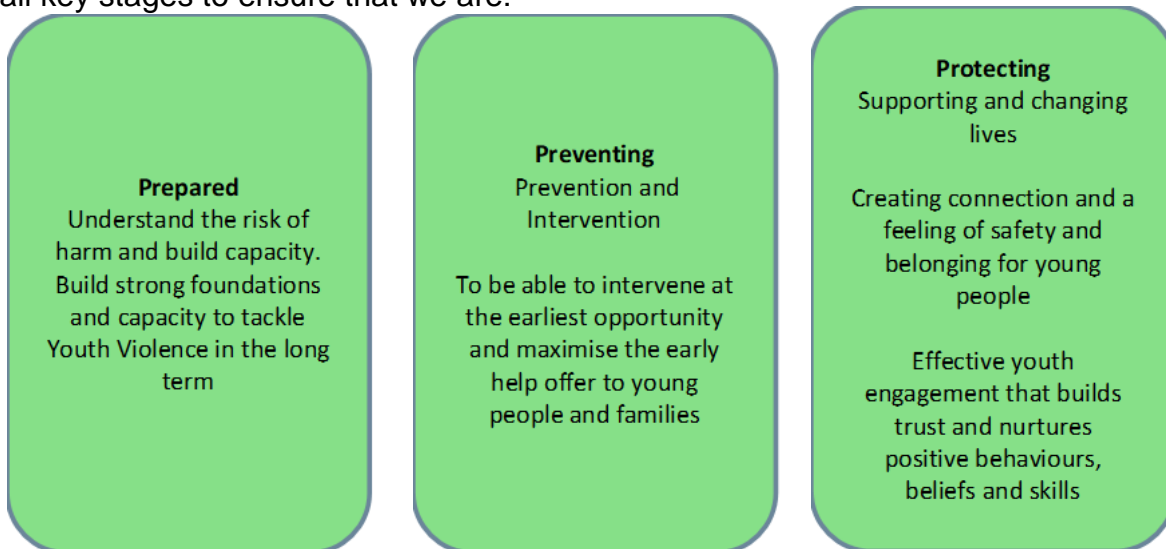 all key stages to ensure that we are:
Prepared
Understand the risk of
harm and build capacity.
Build strong foundations
and capacity to tackle
Youth Violence in the long
term
Preventing
Prevention and
Intervention
To be able to intervene at
the earliest opportunity
and maximise the early
help offer to young
people and families
Protecting
Supporting and changing
lives
Creating connection and a
feeling of safety and
belonging for young
people
Effective youth
engagement that builds
trust and nurtures
positive behaviours,
beliefs and skills